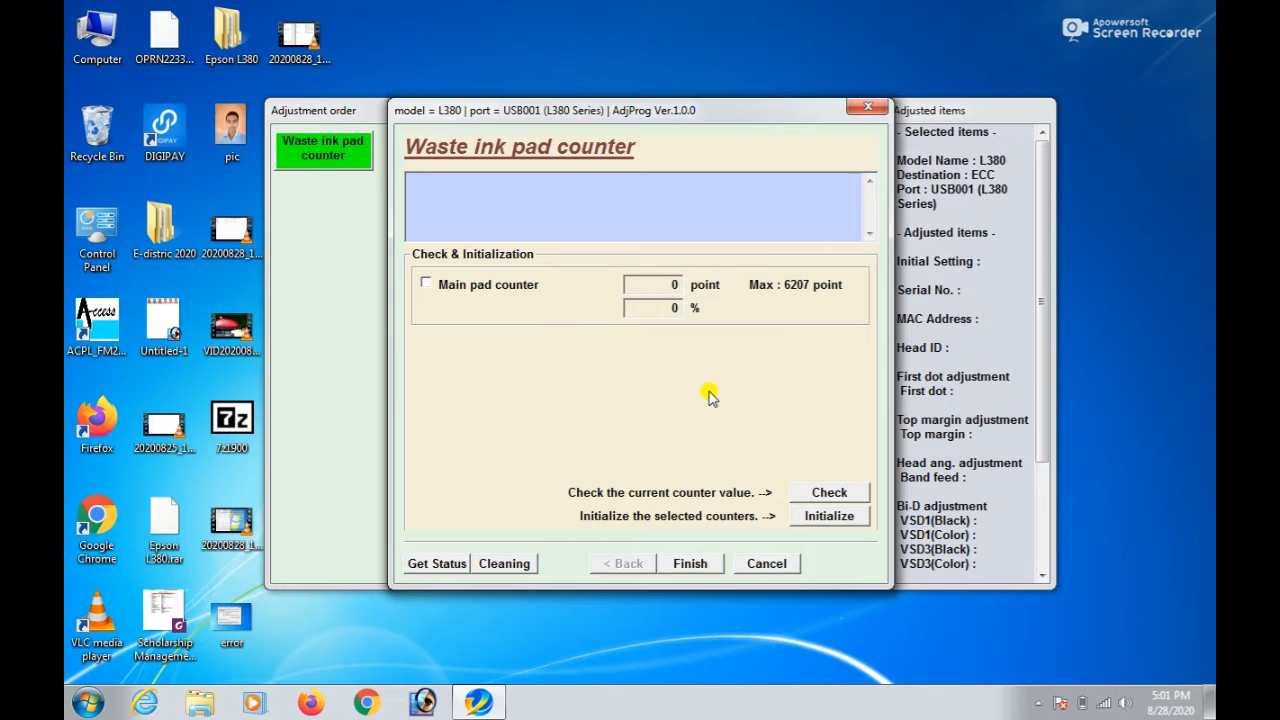 Apowersoft
Screen Recorder
Computer
OPRN2233...
Epson L380
20200828_1...
Recycle Bin
DIGIPAY
pic
Control
Panel
E-distric 2020
20200828_1...
Access
ACPL_FM2...
Untitled-1
VID202008...
Firefox
20200825_1...
7z
7z1900
Google
Chrome
Epson
L380.rar
20200828_1...
VLC media
player
Scholarship
Manageme...
error
Adjustment order
Waste ink pad
counter
model = L380 | port = USB001 (L380 Series) | AdjProg Ver.1.0.0
Waste ink pad counter
Check & Initialization
Main pad counter
0 point
Max : 6207 point
0 %
Check the current counter value. -->
Check
Initialize the selected counters. -->
Initialize
Get Status
Cleaning
< Back
Finish
Cancel
Adjusted items
- Selected items -
Model Name : L380
Destination : ECC
Port : USB001 (L380
Series)
- Adjusted items -
Initial Setting :
Serial No. :
MAC Address :
Head ID :
First dot adjustment
First dot :
Top margin adjustment
Top margin :
Head ang. adjustment
Band feed :
Bi-D adjustment
VSD1(Black) :
VSD1(Color) :
VSD3(Black) :
VSD3(Color) :
5:01 PM
8/28/2020